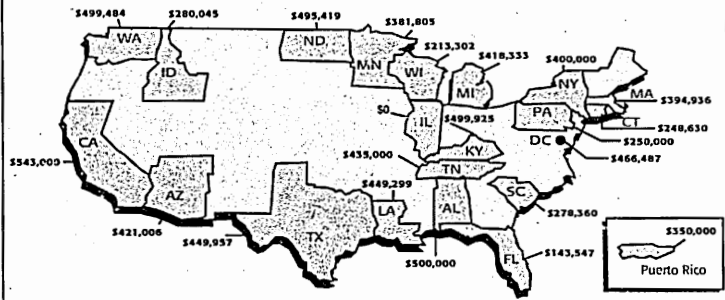 $499,484
$280,045
$495,419
$381,805
$213,302
$418,333
$400,000
WA
ID
ND
MN
WI
MI
NY
MA
$394,936
CT
$248,630
PA
$250,000
DC
$466,487
$0
IL
$499,925
KY
$435,000
TN
CA
$543,009
AZ
$421,006
$449,957
TX
$449,299
LA
AL
$500,000
SC
$278,360
FL
$143,547
$350,000
Puerto Rico